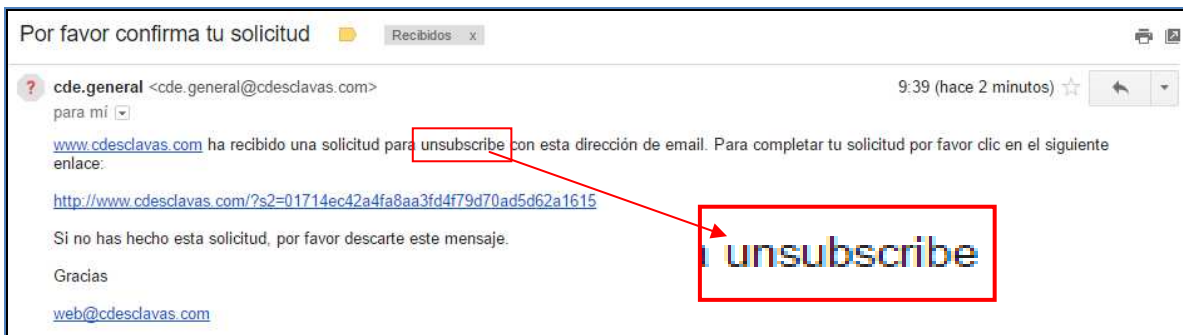 Por favor confirma tu solicitud Recibidos x
? cde.general <cde.general@cdesclavas.com> 9:39 (hace 2 minutos)
para mí
www.cdesclavas.com ha recibido una solicitud para unsubscribe con esta dirección de email. Para completar tu solicitud por favor clic en el siguiente
enlace:
http://www.cdesclavas.com/?s2=01714ec42a4fa8aa3fd4f79d70ad5d62a1615
Si no has hecho esta solicitud, por favor descarte este mensaje.
unsubscribe
Gracias
web@cdesclavas.com